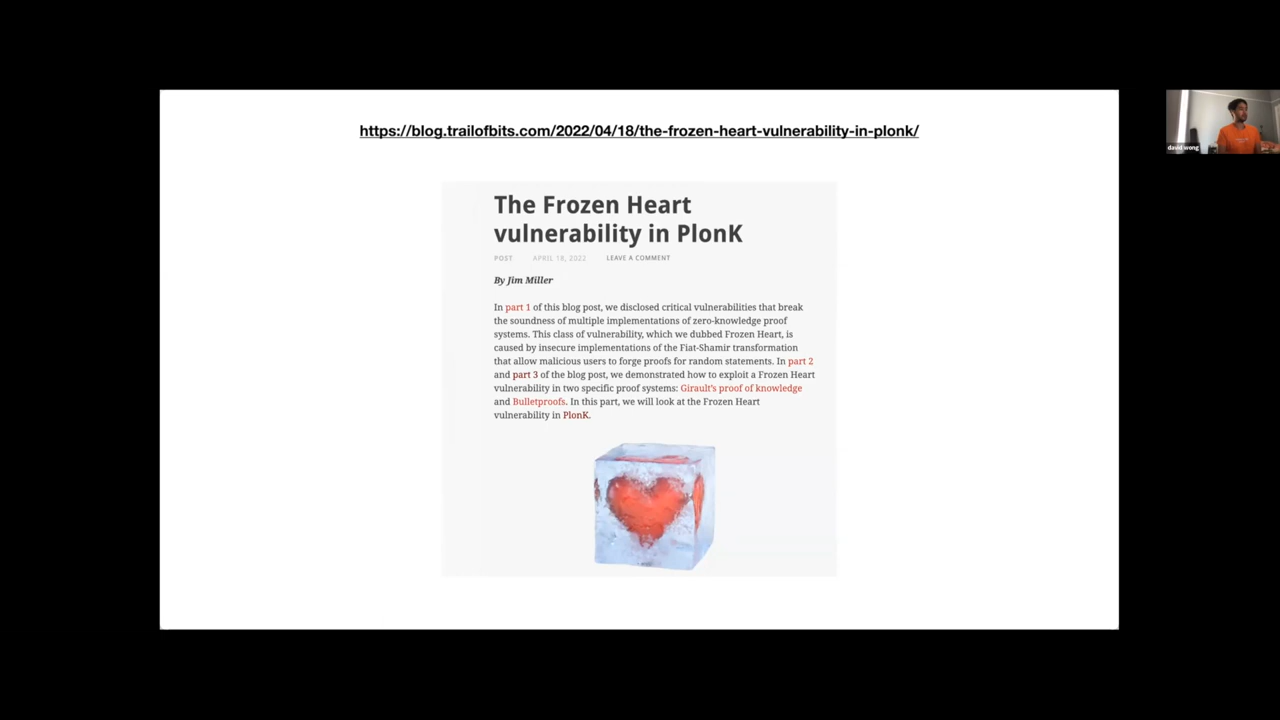 https://blog.trailofbits.com/2022/04/18/the-frozen-heart-vulnerability-in-plonk/
david wong
The Frozen Heart
vulnerability in PlonK
POST APRIL 18, 2022 LEAVE A COMMENT
By Jim Miller
In part 1 of this blog post, we disclosed critical vulnerabilities that break
the soundness of multiple implementations of zero-knowledge proof
systems. This class of vulnerability, which we dubbed Frozen Heart, is
caused by insecure implementations of the Fiat-Shamir transformation
that allow malicious users to forge proofs for random statements. In part 2
and part 3 of the blog post, we demonstrated how to exploit a Frozen Heart
vulnerability in two specific proof systems: Girault's proof of knowledge
and Bulletproofs. In this part, we will look at the Frozen Heart
vulnerability in PlonK.